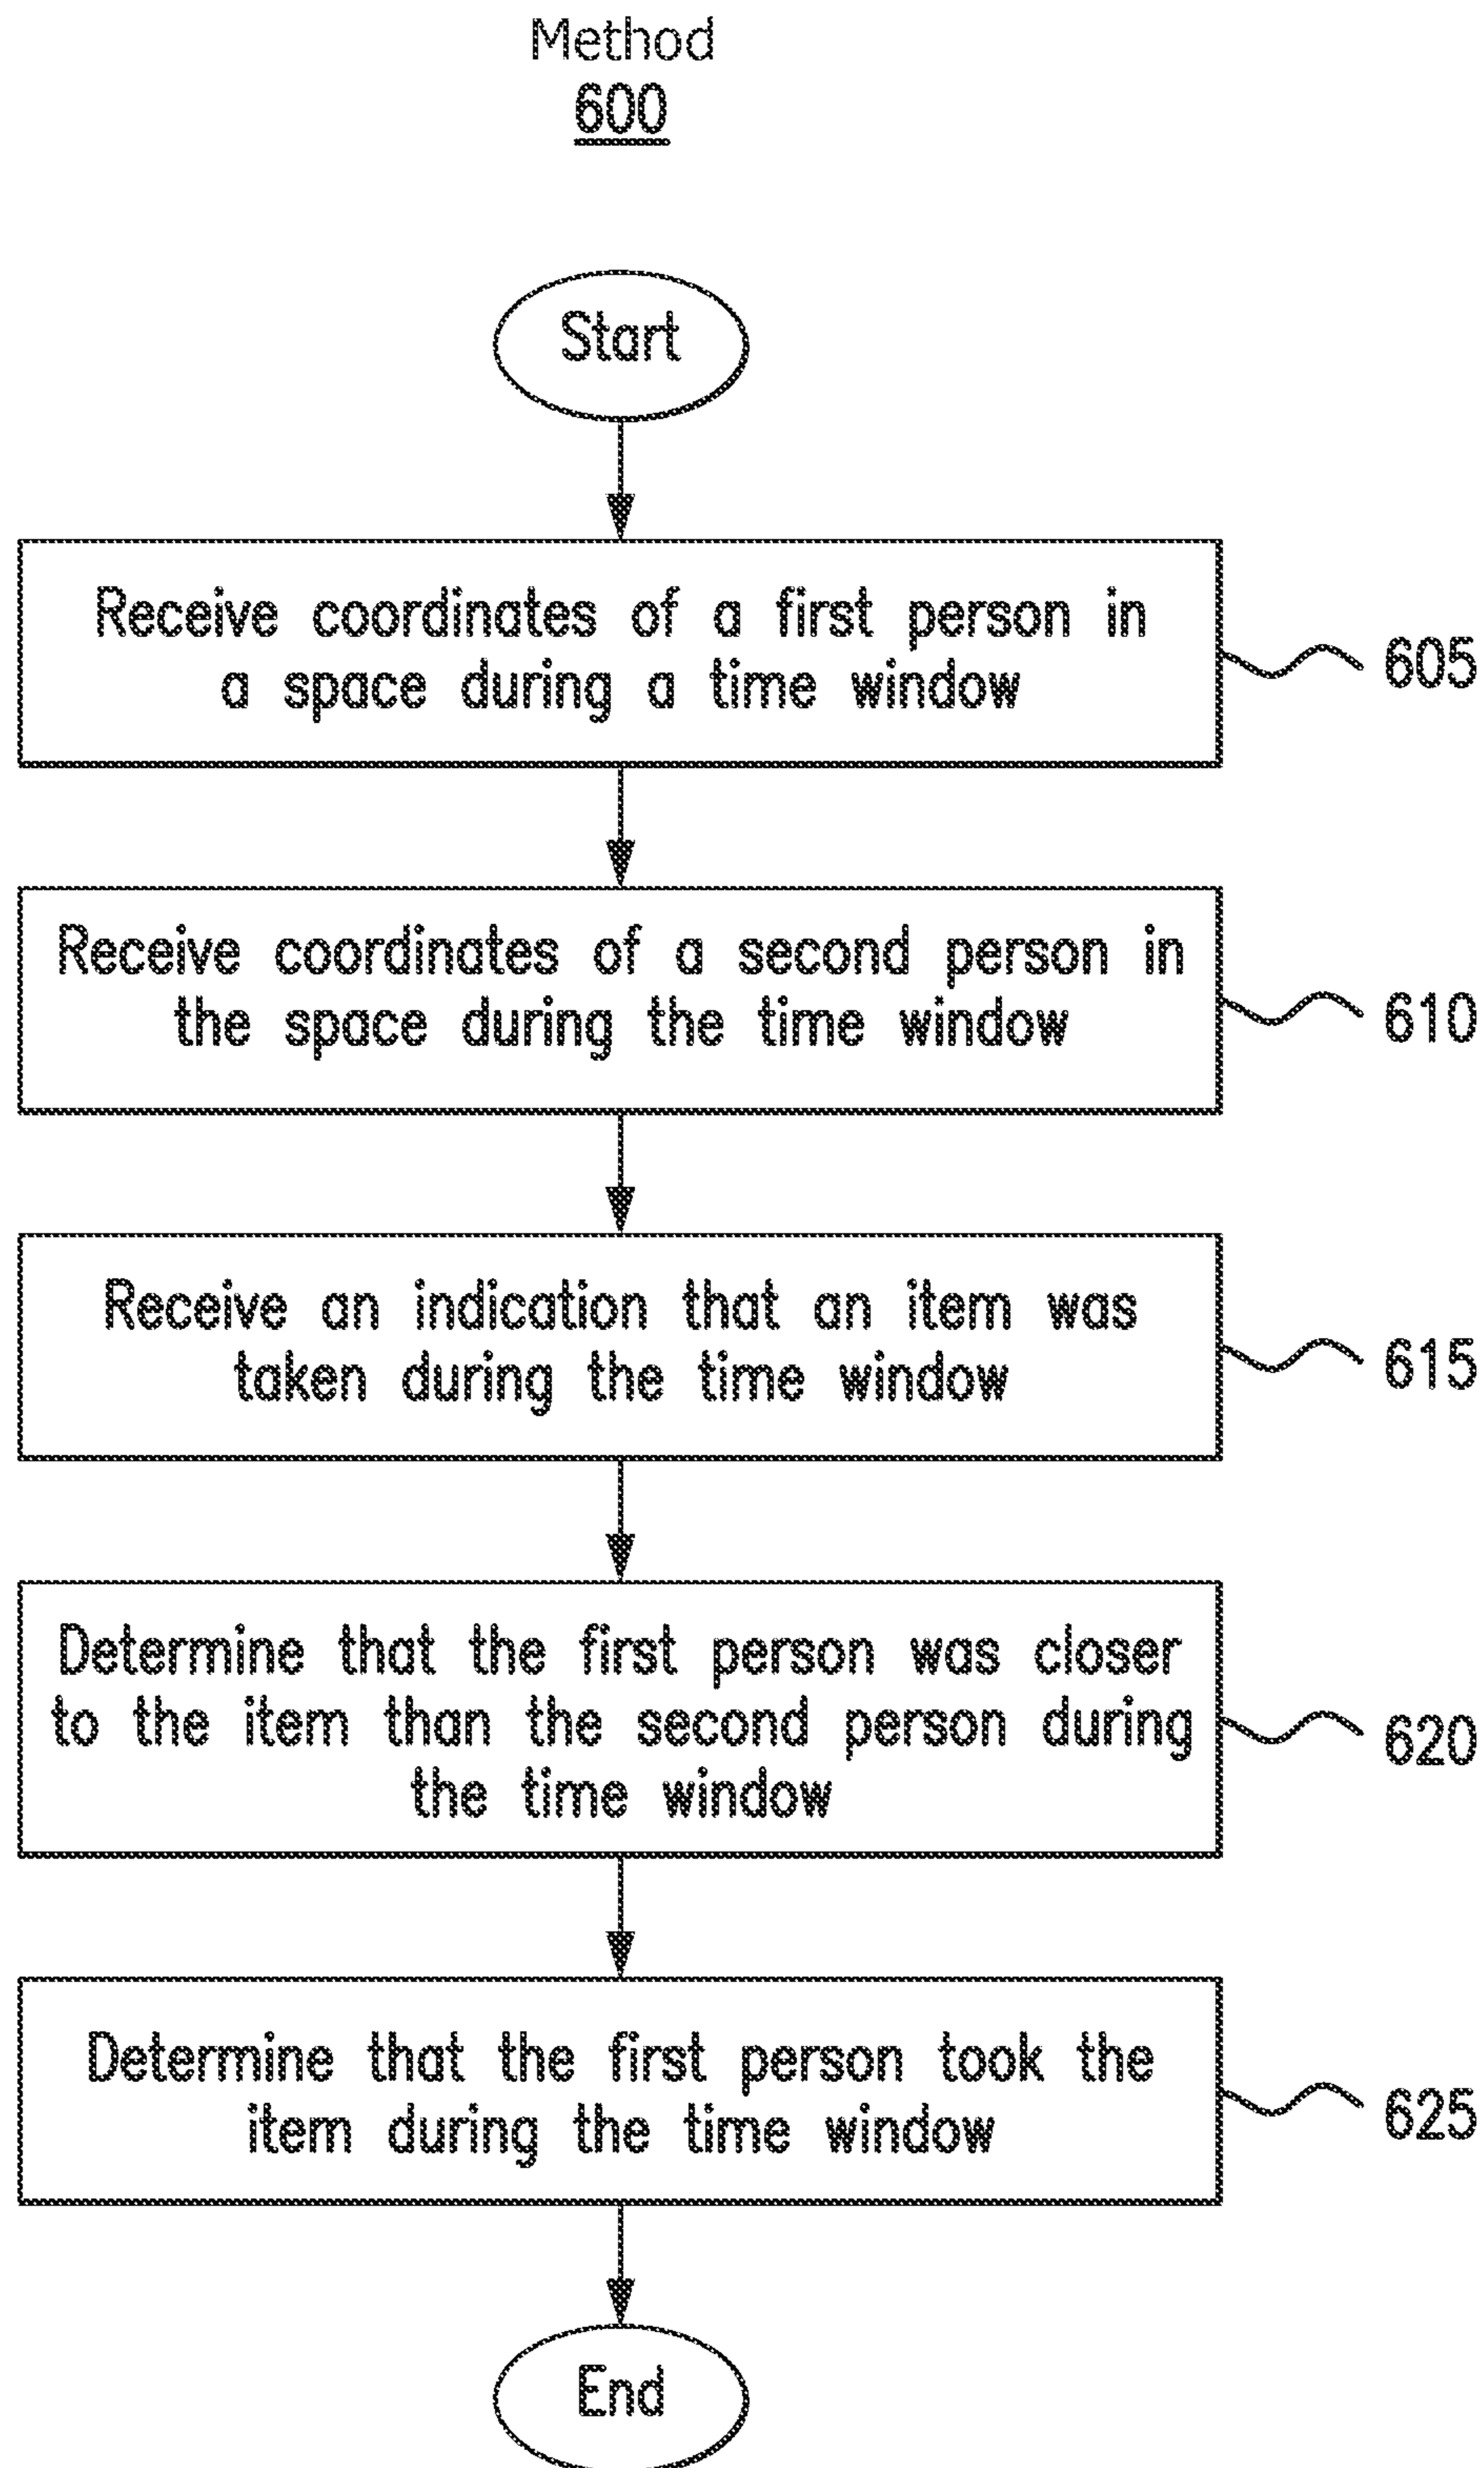 Method
600
Start
Receive coordinates of a first person in
a space during a time window
605
Receive coordinates of a second person in
the space during the time window
610
Receive an indication that an item was
taken during the time window
615
Determine that the first person was closer
to the item than the second person during
the time window
620
Determine that the first person took the
item during the time window
625
End